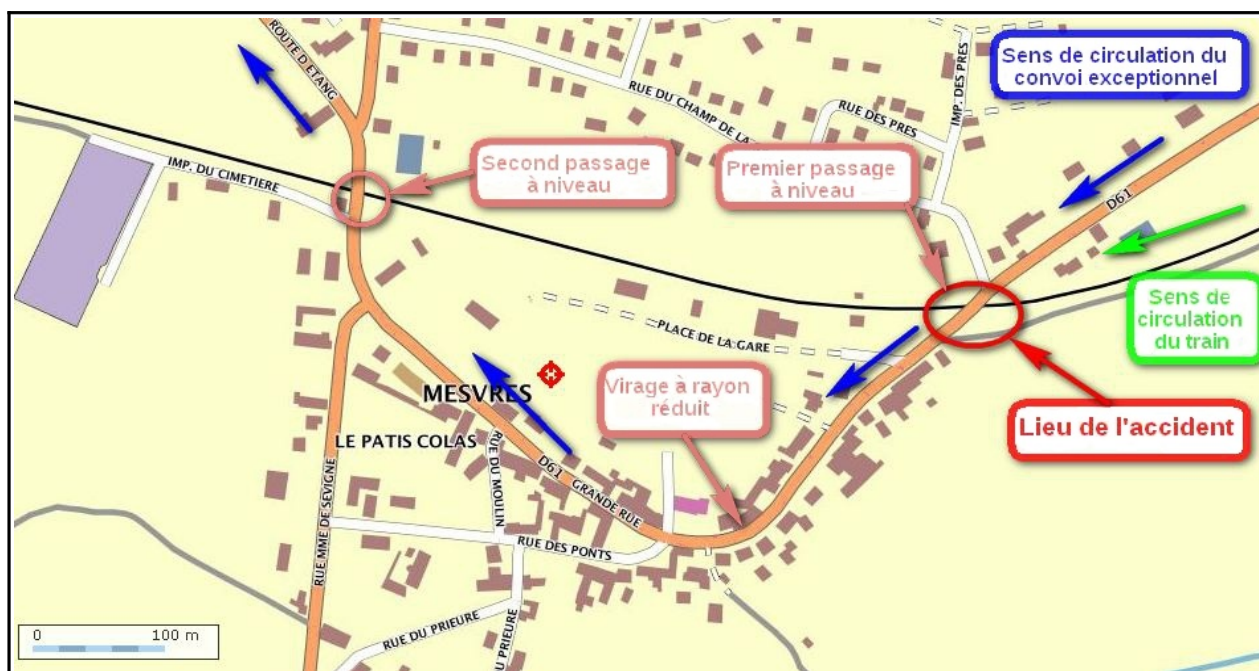 ROUTE D ETANG
RUE DU CHAMP DE LA
IMP. DES PRES
RUE DES PRES
Sens de circulation du
convoi exceptionnel
IMP. DU CIMETIERE
Second passage
à niveau
Premier passage
à niveau
D61
Sens de
circulation
du train
PLACE DE LA GARE
MESVRES
Virage à rayon
réduit
Lieu de l'accident
LE PATIS COLAS
RUE DU MOULIN
D61 GRANDE RUE
RUE MME DE SEVIGNE
RUE DES PONTS
RUE DU PRIEURE
RUE DU PRIEURE
0 100 m